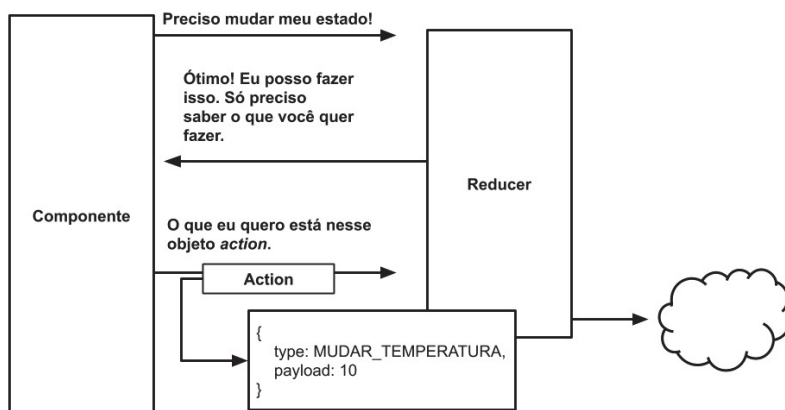 Preciso mudar meu estado!
Ótimo! Eu posso fazer
isso. Só preciso
saber o que você quer
fazer.
Reducer
Componente
O que eu quero está nesse
objeto action.
Action
{
type: MUDAR_TEMPERATURA,
payload: 10
}